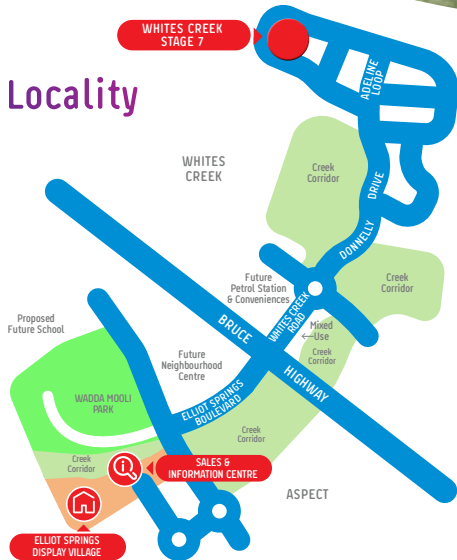 WHITES CREEK
STAGE 7
Locality
ADELINE
LOOP
WHITES
CREEK
Creek
Corridor
DONNELLY DRIVE
Creek
Corridor
Future
Petrol Station
& Conveniences
WHITES CREEK
ROAD
Mixed
Use
Creek
Corridor
Proposed
Future School
BRUCE HIGHWAY
Future
Neighbourhood
Centre
WADDA MOOLI
PARK
ELLIOT SPRINGS
BOULEVARD
Creek
Corridor
Creek
Corridor
SALES &
INFORMATION CENTRE
ASPECT
ELLIOT SPRINGS
DISPLAY VILLAGE